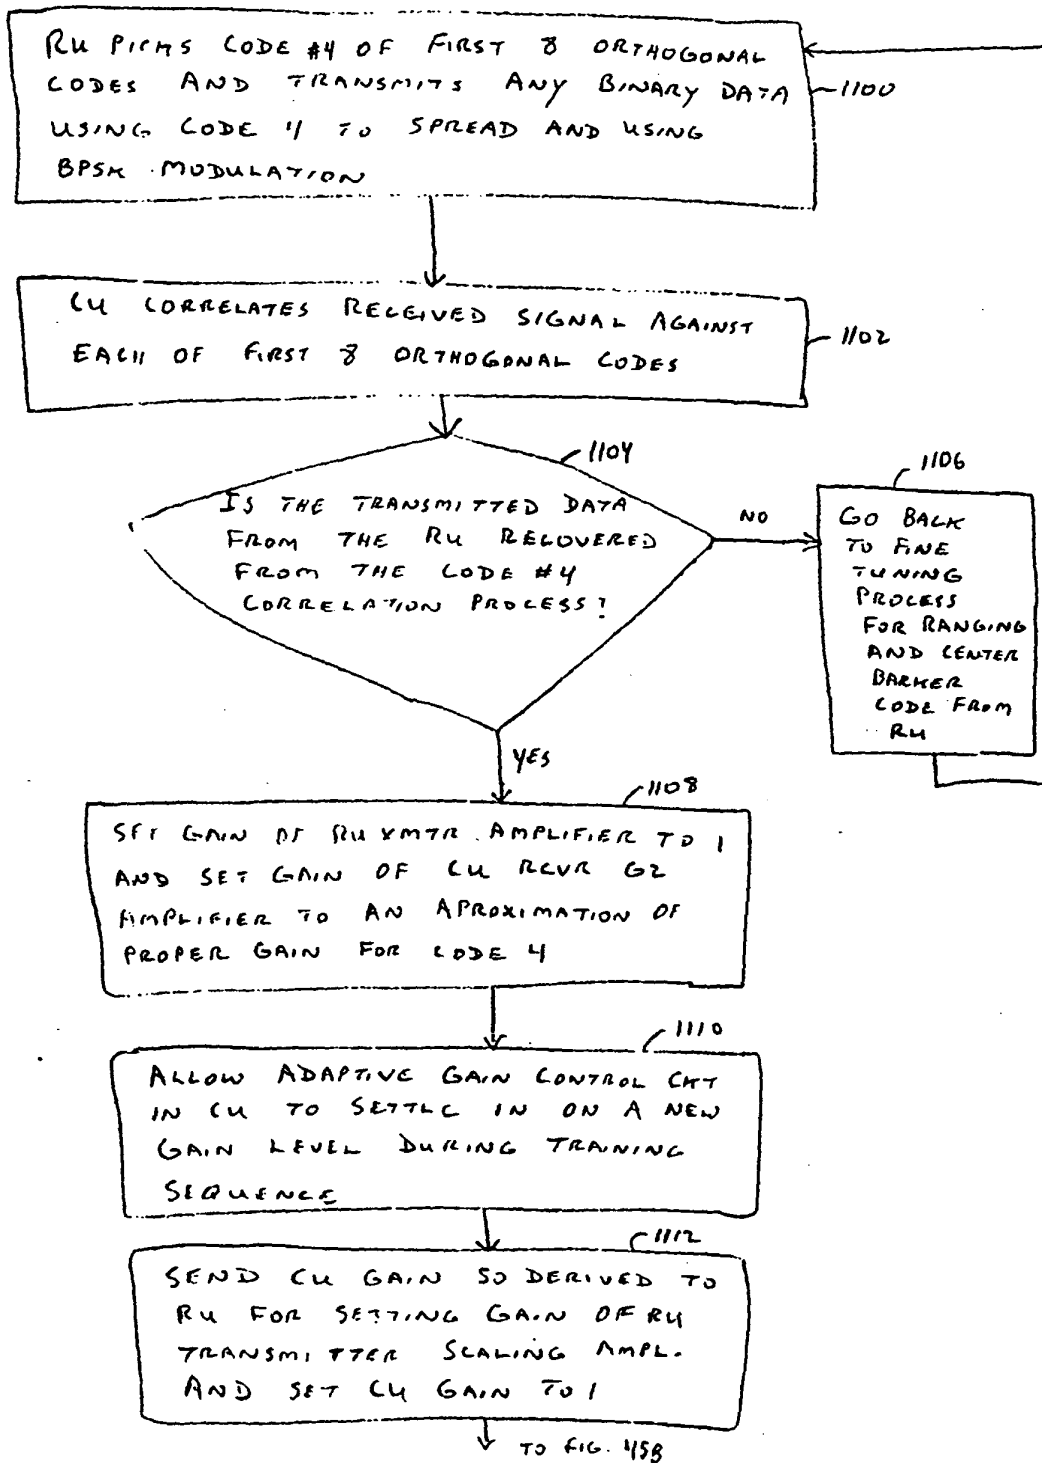 RU PICKS CODE #4 OF FIRST 8 ORTHOGONAL
CODES AND TRANSMITS ANY BINARY DATA
USING CODE 4 TO SPREAD AND USING
BPSK MODULATION
1100
CU CORRELATES RECEIVED SIGNAL AGAINST
EACH OF FIRST 8 ORTHOGONAL CODES
1102
1104
IS THE TRANSMITTED DATA
FROM THE RU RECOVERED
FROM THE CODE #4
CORRELATION PROCESS?
NO
1106
GO BACK
TO FINE
TUNING
PROCESS
FOR RANGING
AND CENTER
BARKER
CODE FROM
RU
YES
1108
SET GAIN OF RU XMTR AMPLIFIER TO 1
AND SET GAIN OF CU RCVR G2
AMPLIFIER TO AN APROXIMATION OF
PROPER GAIN FOR CODE 4
1110
ALLOW ADAPTIVE GAIN CONTROL CKT
IN CU TO SETTLE IN ON A NEW
GAIN LEVEL DURING TRAINING
SEQUENCE
1112
SEND CU GAIN SO DERIVED TO
RU FOR SETTING GAIN OF RU
TRANSMITTER SCALING AMPL.
AND SET CU GAIN TO 1
TO FIG. 45B